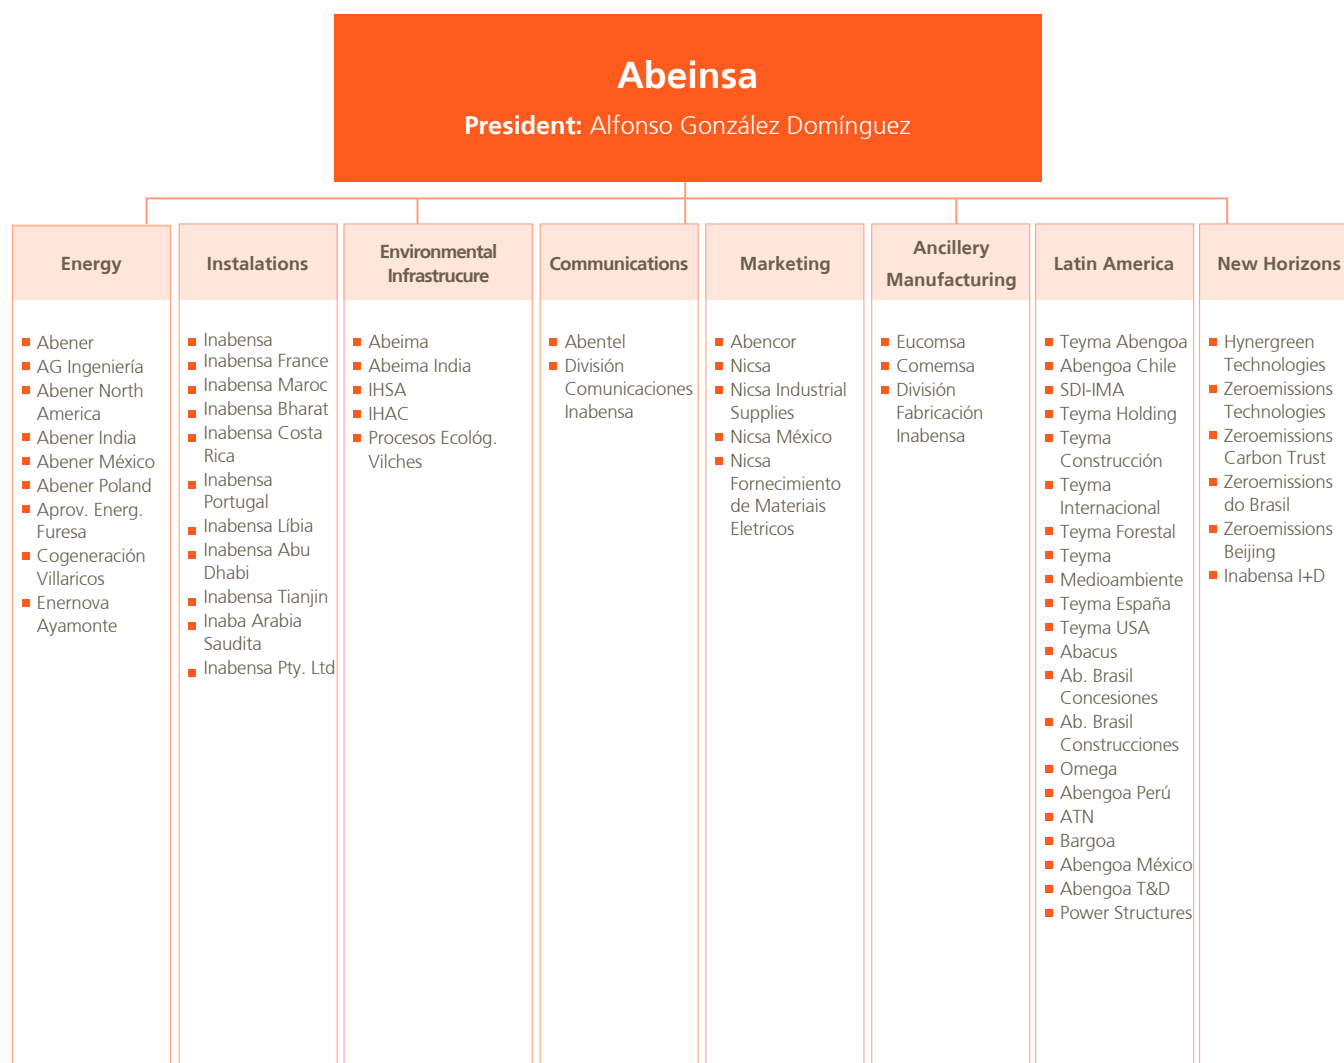 Abeinsa
President: Alfonso González Domínguez
Energy
Abener
AG Ingeniería
Abener North
America
Abener India
Abener México
Abener Poland
Aprov. Energ.
Furesa
Cogeneración
Villaricos
Enernova
Ayamonte
Instalations
Inabensa
Inabensa France
Inabensa Maroc
Inabensa Bharat
Inabensa Costa
Rica
Inabensa
Portugal
Inabensa Líbia
Inabensa Abu
Dhabi
Inabensa Tianjin
Inaba Arabia
Saudita
Inabensa Pty. Ltd
Environmental
Infrastrucure
Abeima
Abeima India
IHSA
IHAC
Procesos Ecológ.
Vilches
Communications
Abentel
División
Comunicaciones
Inabensa
Marketing
Abencor
Nicsa
Nicsa Industrial
Supplies
Nicsa México
Nicsa
Fornecimiento
de Materiais
Eletricos
Ancillery
Manufacturing
Eucomsa
Comemsa
División
Fabricación
Inabensa
Latin America
Teyma Abengoa
Abengoa Chile
SDI-IMA
Teyma Holding
Teyma
Construcción
Teyma
Internacional
Teyma Forestal
Teyma
Medioambiente
Teyma España
Teyma USA
Abacus
Ab. Brasil
Concesiones
Ab. Brasil
Construcciones
Omega
Abengoa Perú
ATN
Bargoa
Abengoa México
Abengoa T&D
Power Structures
New Horizons
Hynergreen
Technologies
Zeroemissions
Technologies
Zeroemissions
Carbon Trust
Zeroemissions
do Brasil
Zeroemissions
Beijing
Inabensa I+D